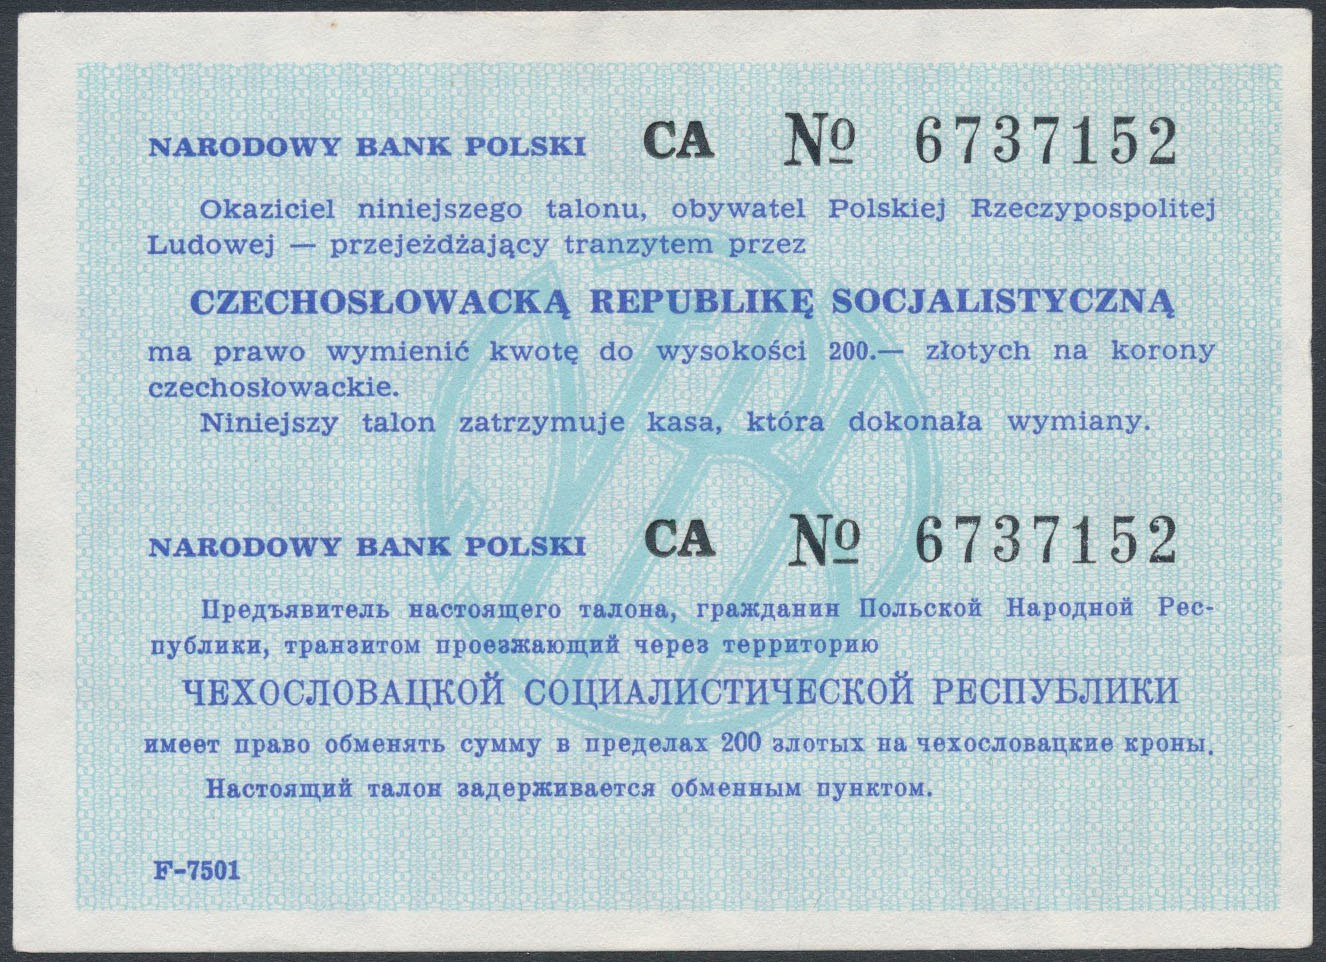 NARODOWY BANK POLSKI CA № 6737152
Okaziciel niniejszego talonu, obywatel Polskiej Rzeczypospolitej
Ludowej — przejeżdżający tranzytem przez
CZECHOSŁOWACKĄ REPUBLIKĘ SOCJALISTYCZNĄ
ma prawo wymienić kwotę do wysokości 200.— złotych na korony
czechosłowackie.
Niniejszy talon zatrzymuje kasa, która dokonała wymiany.
NARODOWY BANK POLSKI CA № 6737152
Предъявитель настоящего талона, гражданин Польской Народной Рес-
публики, транзитом проезжающий через территорию
ЧЕХОСЛОВАЦКОЙ СОЦИАЛИСТИЧЕСКОЙ РЕСПУБЛИКИ
имеет право обменять сумму в пределах 200 злотых на чехословацкие кроны.
Настоящий талон задерживается обменным пунктом.
F-7501